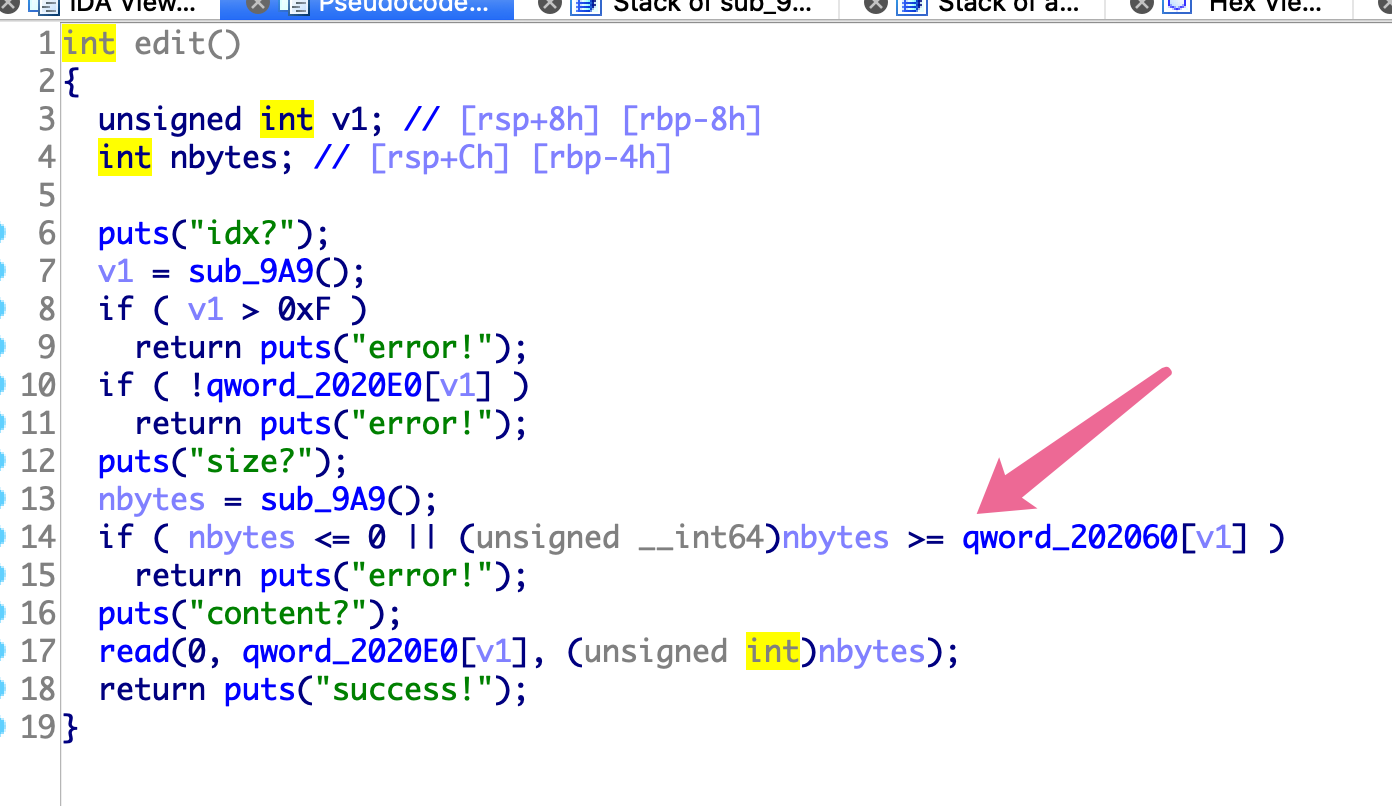 IDA View...
Pseudocode...
Stack of sub_9...
Stack of a...
Hex Vie...
1 int edit()
2 {
3 unsigned int v1; // [rsp+8h] [rbp-8h]
4 int nbytes; // [rsp+Ch] [rbp-4h]
5
6 puts("idx?");
7 v1 = sub_9A9();
8 if ( v1 > 0xF )
9 return puts("error!");
10 if ( !qword_2020E0[v1] )
11 return puts("error!");
12 puts("size?");
13 nbytes = sub_9A9();
14 if ( nbytes <= 0 || (unsigned __int64)nbytes >= qword_202060[v1] )
15 return puts("error!");
16 puts("content?");
17 read(0, qword_2020E0[v1], (unsigned int)nbytes);
18 return puts("success!");
19 }